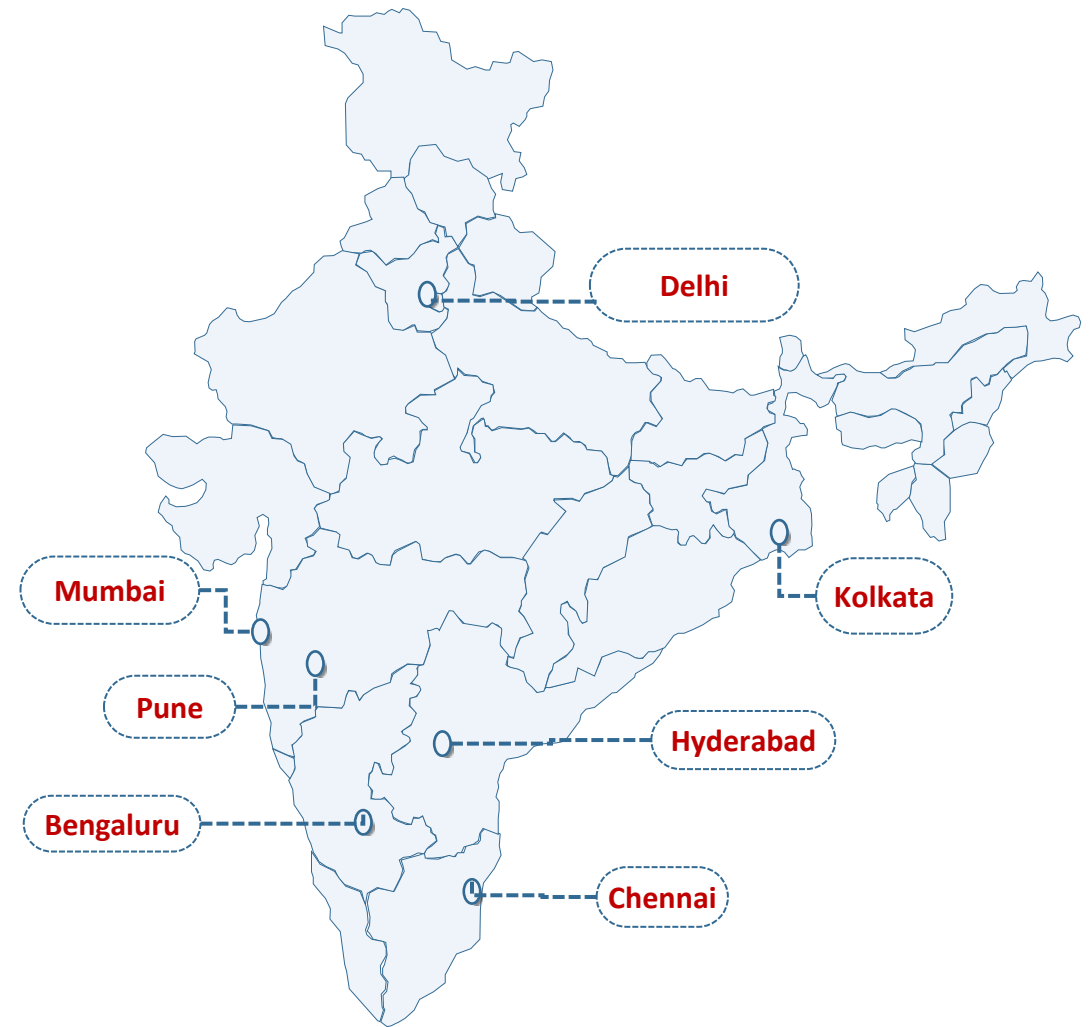 Delhi
Mumbai
Kolkata
Pune
Hyderabad
Bengaluru
Chennai